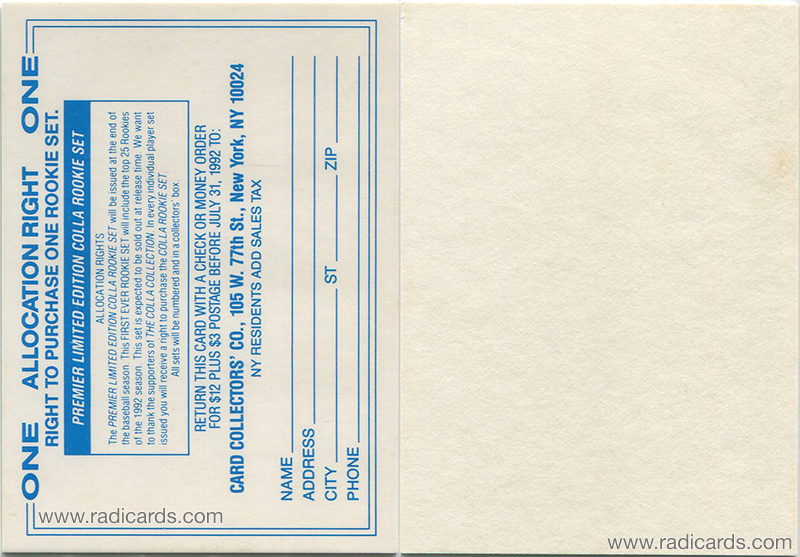 ONE ALLOCATION RIGHT ONE
RIGHT TO PURCHASE ONE ROOKIE SET.
PREMIER LIMITED EDITION COLLA ROOKIE SET
ALLOCATION RIGHTS
The PREMIER LIMITED EDITION COLLA ROOKIE SET will be issued at the end of
the baseball season. This FIRST EVER ROOKIE SET will include the top 25 Rookies
of the 1992 season. This set is expected to be sold out at release time. We want
to thank the supporters of THE COLLA COLLECTION. In every individual player set
issued you will receive a right to purchase the COLLA ROOKIE SET.
All sets will be numbered and in a collectors' box.
RETURN THIS CARD WITH A CHECK OR MONEY ORDER
FOR $12 PLUS $3 POSTAGE BEFORE JULY 31, 1992 TO:
CARD COLLECTORS' CO., 105 W. 77th St., New York, NY 10024
NY RESIDENTS ADD SALES TAX
NAME
ADDRESS
CITY ST ZIP
PHONE
www.radicards.com
www.radicards.com